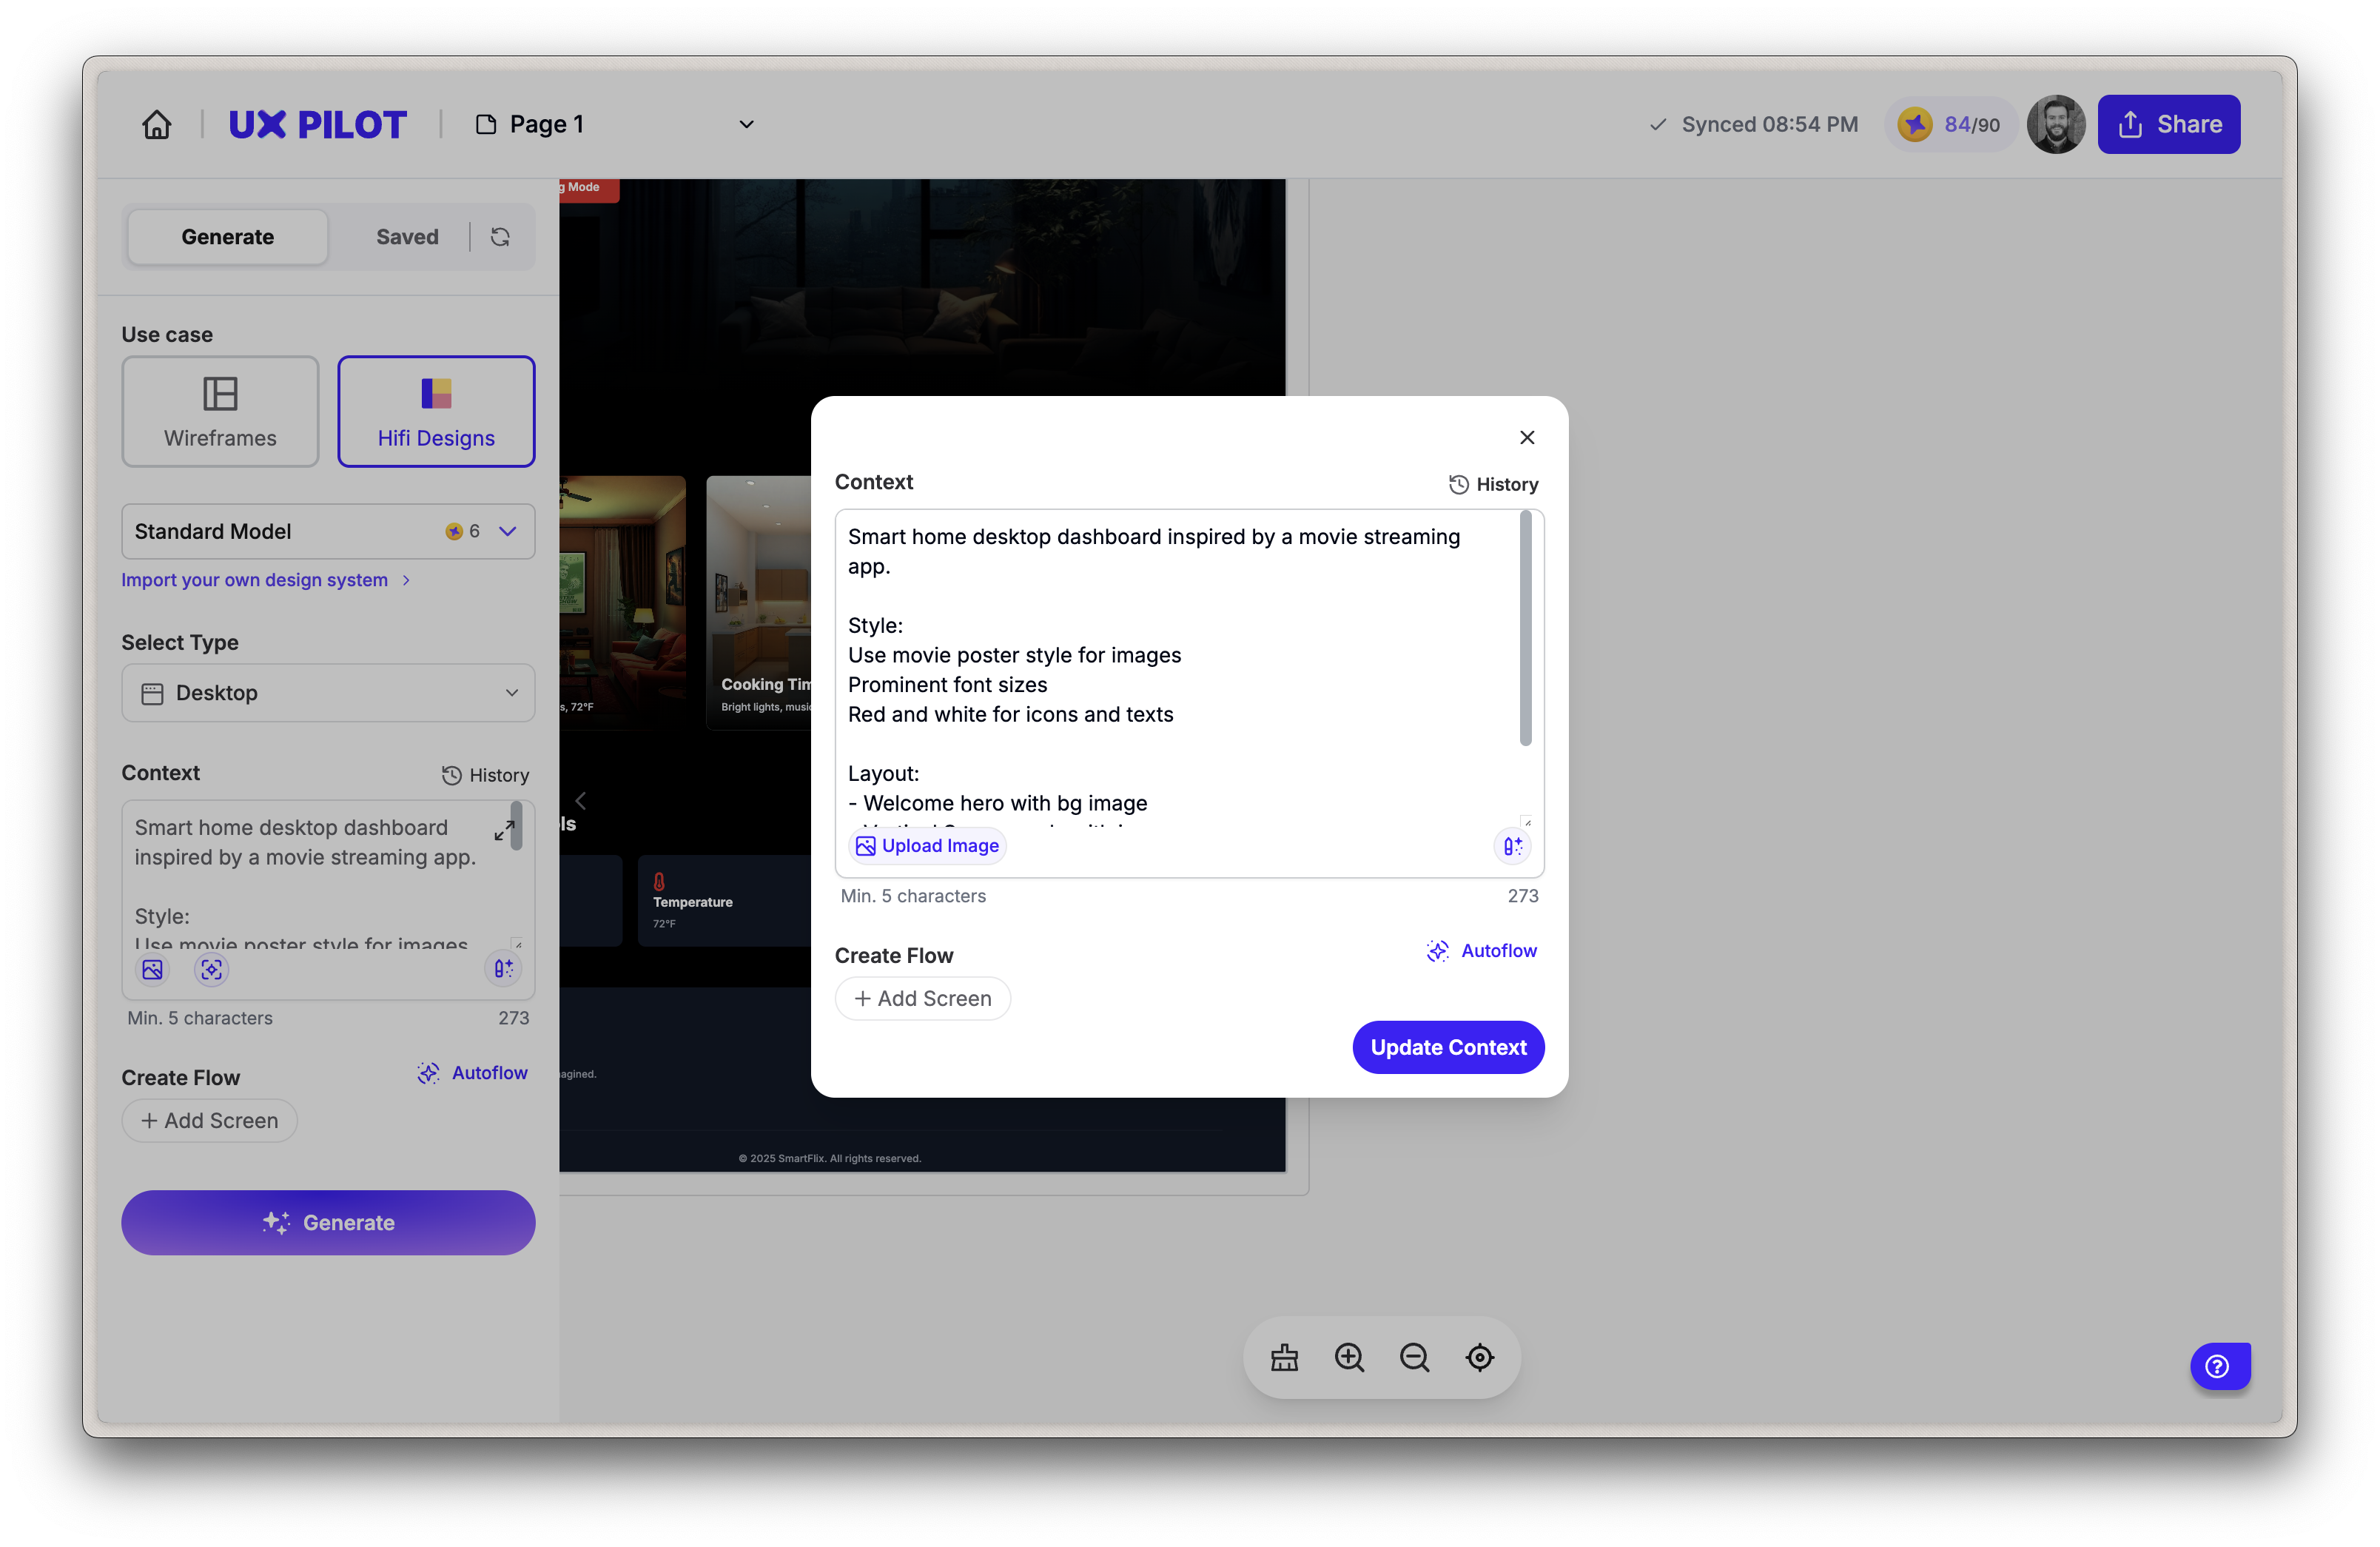 UX PILOT
Page 1
Synced 08:54 PM
84/90
Share
Generate
Saved
Use case
Wireframes
Hifi Designs
Standard Model
6
Import your own design system
Select Type
Desktop
Context
History
Smart home desktop dashboard
inspired by a movie streaming app.
Style:
Use movie poster style for images
Min. 5 characters
273
Create Flow
Autoflow
+ Add Screen
Generate
g Mode
s, 72°F
Cooking Tim
Bright lights, music
ls
Temperature
72°F
agined.
© 2025 SmartFlix. All rights reserved.
Context
History
Smart home desktop dashboard inspired by a movie streaming
app.
Style:
Use movie poster style for images
Prominent font sizes
Red and white for icons and texts
Layout:
- Welcome hero with bg image
Upload Image
Min. 5 characters
273
Create Flow
Autoflow
+ Add Screen
Update Context